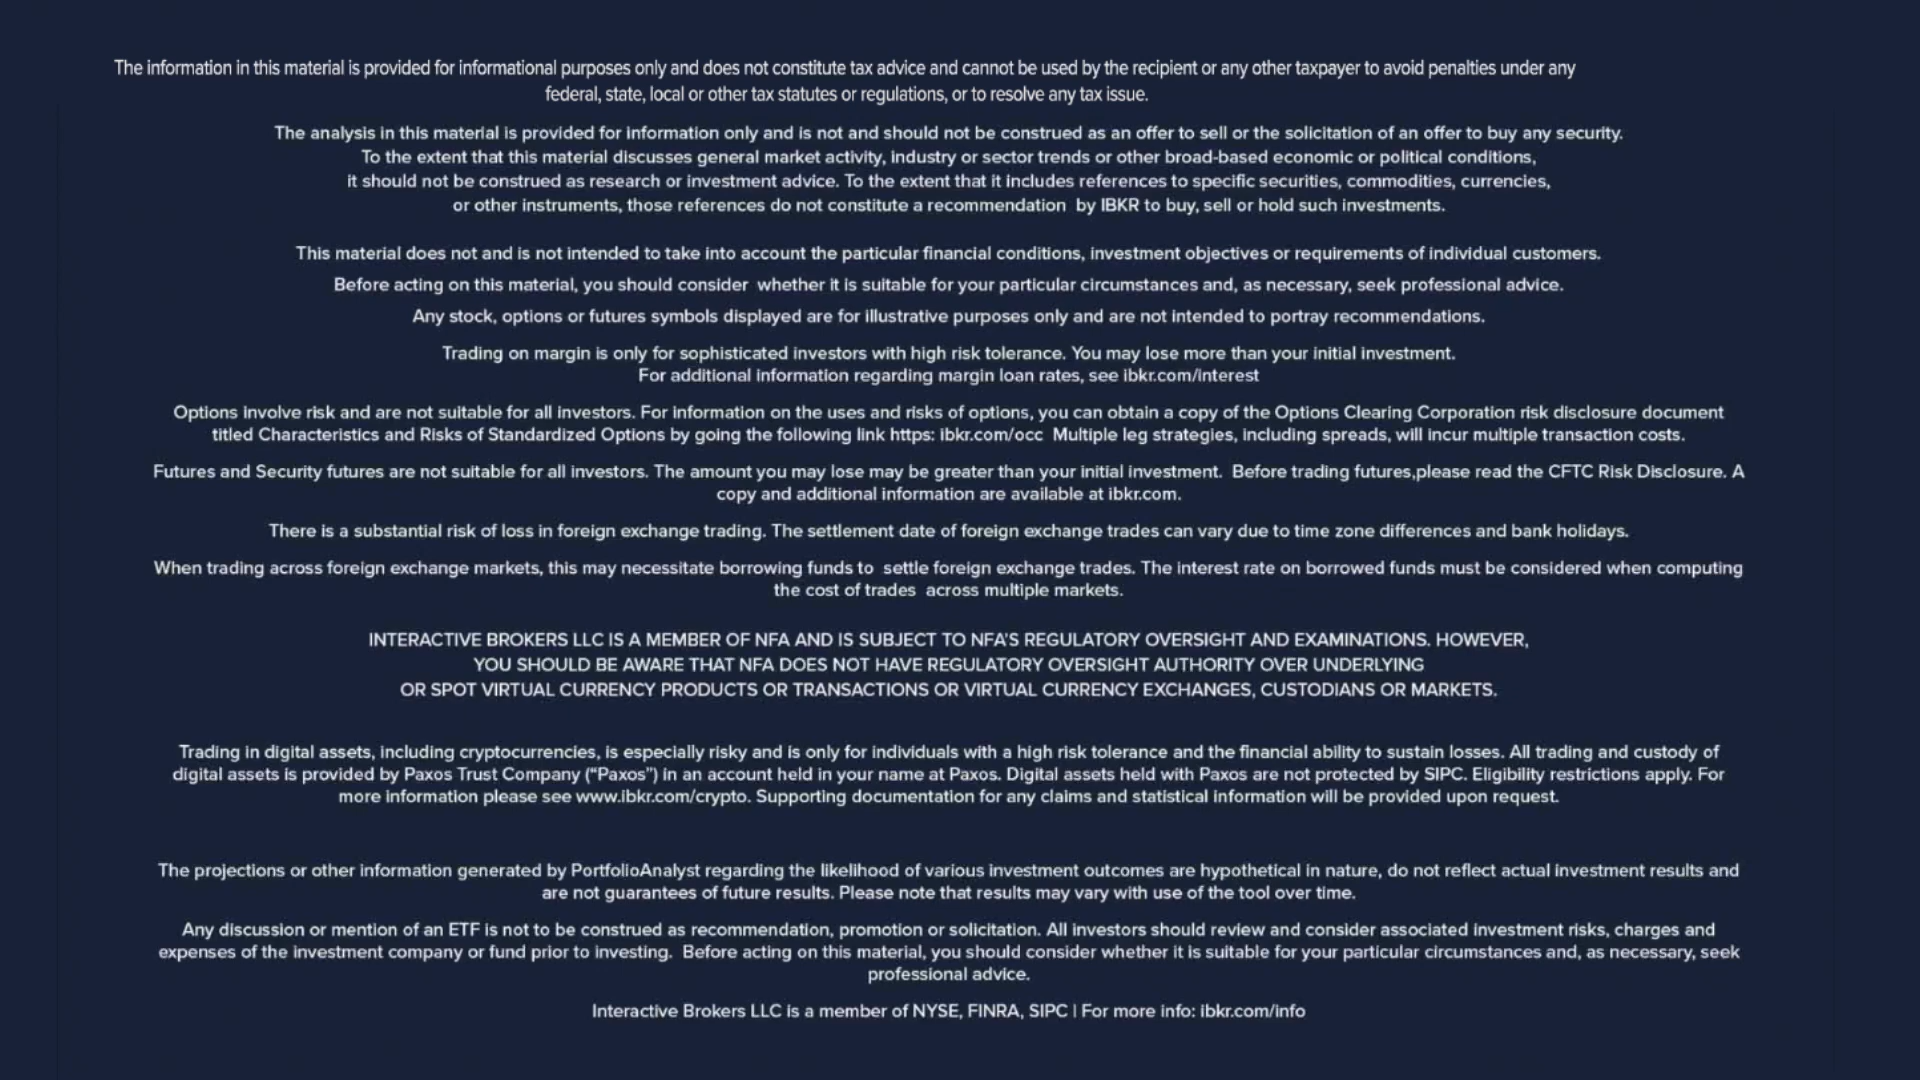 The information in this material is provided for informational purposes only and does not constitute tax advice and cannot be used by the recipient or any other taxpayer to avoid penalties under any
federal, state, local or other tax statutes or regulations, or to resolve any tax issue.
The analysis in this material is provided for information only and is not and should not be construed as an offer to sell or the solicitation of an offer to buy any security.
To the extent that this material discusses general market activity, industry or sector trends or other broad-based economic or political conditions,
it should not be construed as research or investment advice. To the extent that it includes references to specific securities, commodities, currencies,
or other instruments, those references do not constitute a recommendation by IBKR to buy, sell or hold such investments.
This material does not and is not intended to take into account the particular financial conditions, investment objectives or requirements of individual customers.
Before acting on this material, you should consider whether it is suitable for your particular circumstances and, as necessary, seek professional advice.
Any stock, options or futures symbols displayed are for illustrative purposes only and are not intended to portray recommendations.
Trading on margin is only for sophisticated investors with high risk tolerance. You may lose more than your initial investment.
For additional information regarding margin loan rates, see ibkr.com/interest
Options involve risk and are not suitable for all investors. For information on the uses and risks of options, you can obtain a copy of the Options Clearing Corporation risk disclosure document
titled Characteristics and Risks of Standardized Options by going the following link https: ibkr.com/occ Multiple leg strategies, including spreads, will incur multiple transaction costs.
Futures and Security futures are not suitable for all investors. The amount you may lose may be greater than your initial investment. Before trading futures,please read the CFTC Risk Disclosure. A
copy and additional information are available at ibkr.com.
There is a substantial risk of loss in foreign exchange trading. The settlement date of foreign exchange trades can vary due to time zone differences and bank holidays.
When trading across foreign exchange markets, this may necessitate borrowing funds to settle foreign exchange trades. The interest rate on borrowed funds must be considered when computing
the cost of trades across multiple markets.
INTERACTIVE BROKERS LLC IS A MEMBER OF NFA AND IS SUBJECT TO NFA'S REGULATORY OVERSIGHT AND EXAMINATIONS. HOWEVER,
YOU SHOULD BE AWARE THAT NFA DOES NOT HAVE REGULATORY OVERSIGHT AUTHORITY OVER UNDERLYING
OR SPOT VIRTUAL CURRENCY PRODUCTS OR TRANSACTIONS OR VIRTUAL CURRENCY EXCHANGES, CUSTODIANS OR MARKETS.
Trading in digital assets, including cryptocurrencies, is especially risky and is only for individuals with a high risk tolerance and the financial ability to sustain losses. All trading and custody of
digital assets is provided by Paxos Trust Company (“Paxos”) in an account held in your name at Paxos. Digital assets held with Paxos are not protected by SIPC. Eligibility restrictions apply. For
more information please see www.ibkr.com/crypto. Supporting documentation for any claims and statistical information will be provided upon request.
The projections or other information generated by PortfolioAnalyst regarding the likelihood of various investment outcomes are hypothetical in nature, do not reflect actual investment results and
are not guarantees of future results. Please note that results may vary with use of the tool over time.
Any discussion or mention of an ETF is not to be construed as recommendation, promotion or solicitation. All investors should review and consider associated investment risks, charges and
expenses of the investment company or fund prior to investing. Before acting on this material, you should consider whether it is suitable for your particular circumstances and, as necessary, seek
professional advice.
Interactive Brokers LLC is a member of NYSE, FINRA, SIPC | For more info: ibkr.com/info